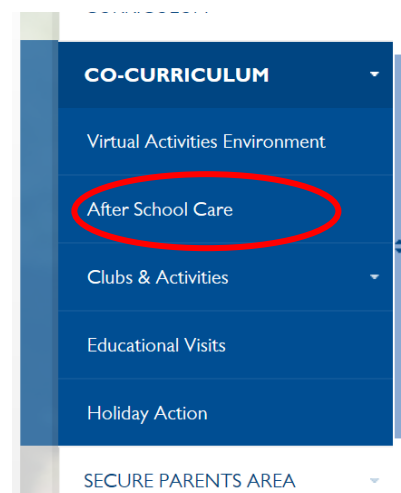 CO-CURRICULUM
Virtual Activities Environment
After School Care
Clubs & Activities
Educational Visits
Holiday Action
SECURE PARENTS AREA